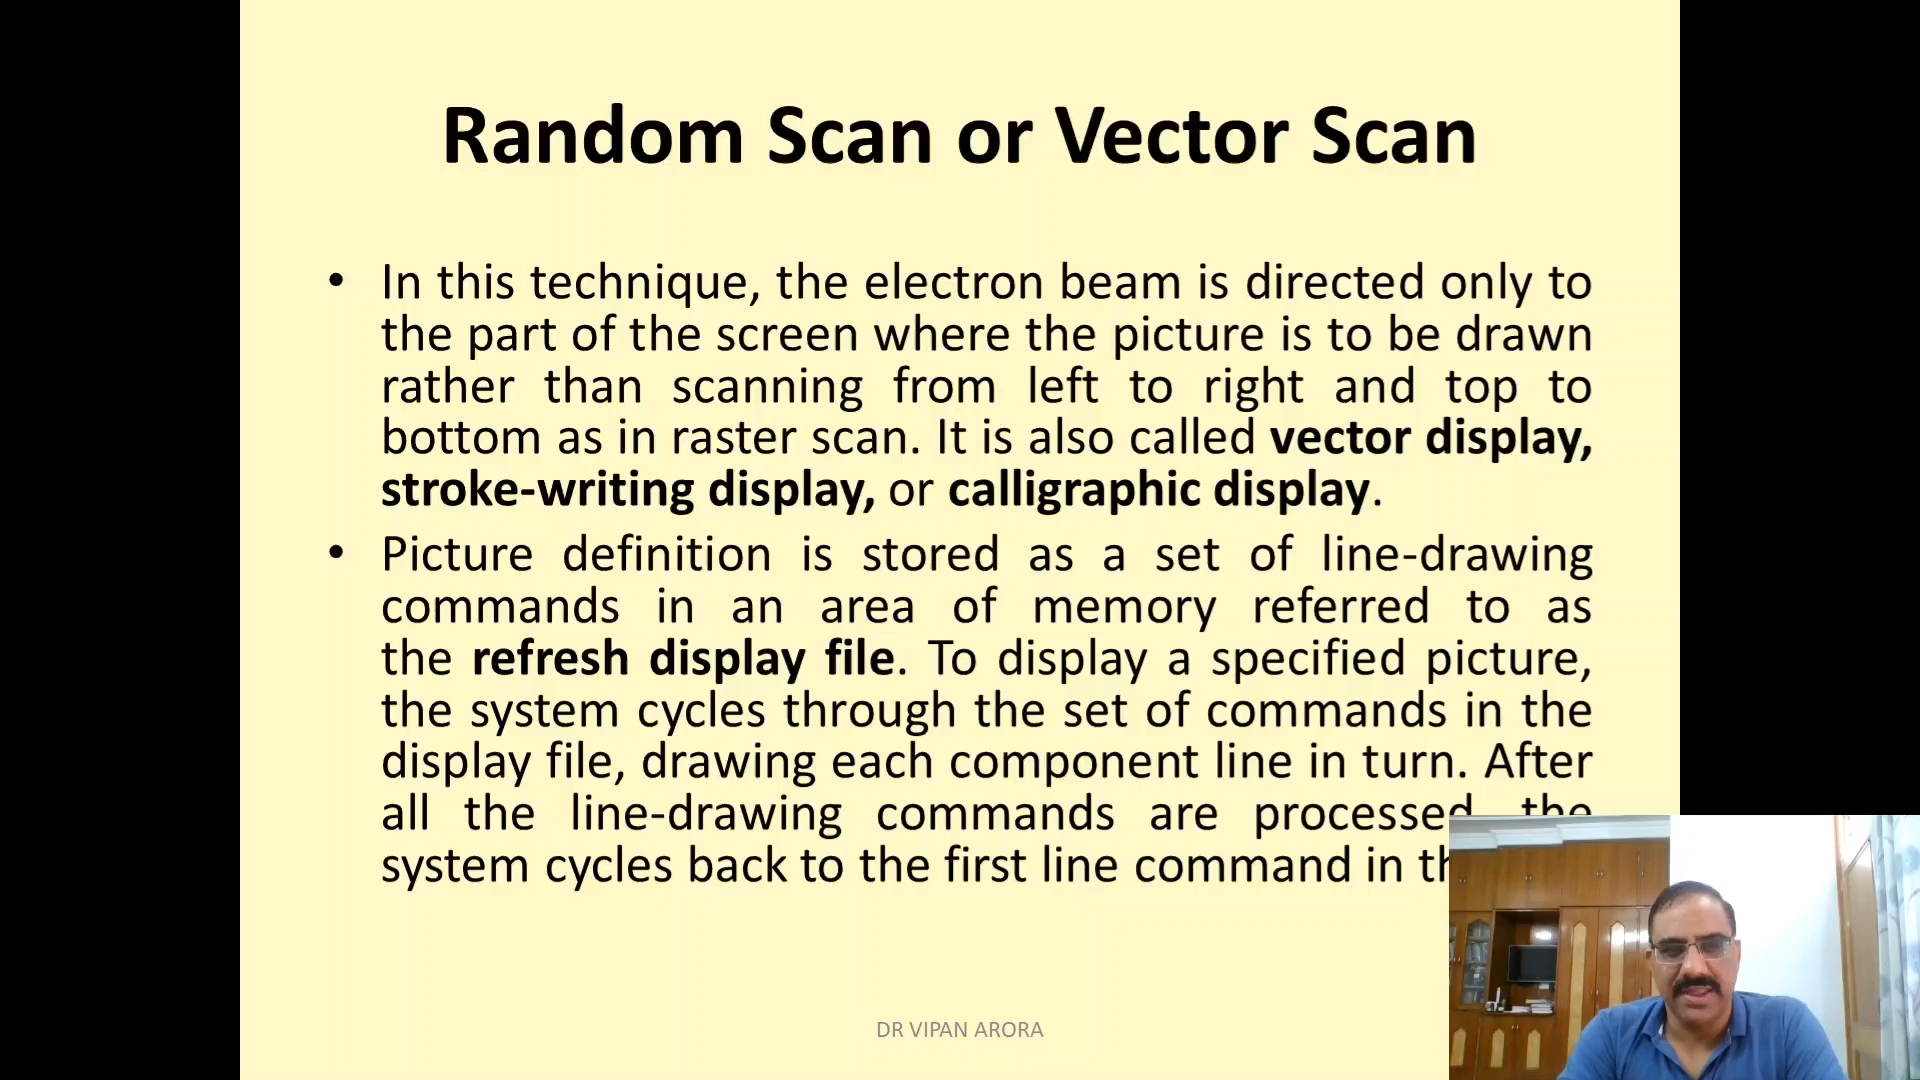 Random Scan or Vector Scan
• In this technique, the electron beam is directed only to
the part of the screen where the picture is to be drawn
rather than scanning from left to right and top to
bottom as in raster scan. It is also called vector display,
stroke-writing display, or calligraphic display.
• Picture definition is stored as a set of line-drawing
commands in an area of memory referred to as
the refresh display file. To display a specified picture,
the system cycles through the set of commands in the
display file, drawing each component line in turn. After
all the line-drawing commands are processed the
system cycles back to the first line command in
DR VIPAN ARORA